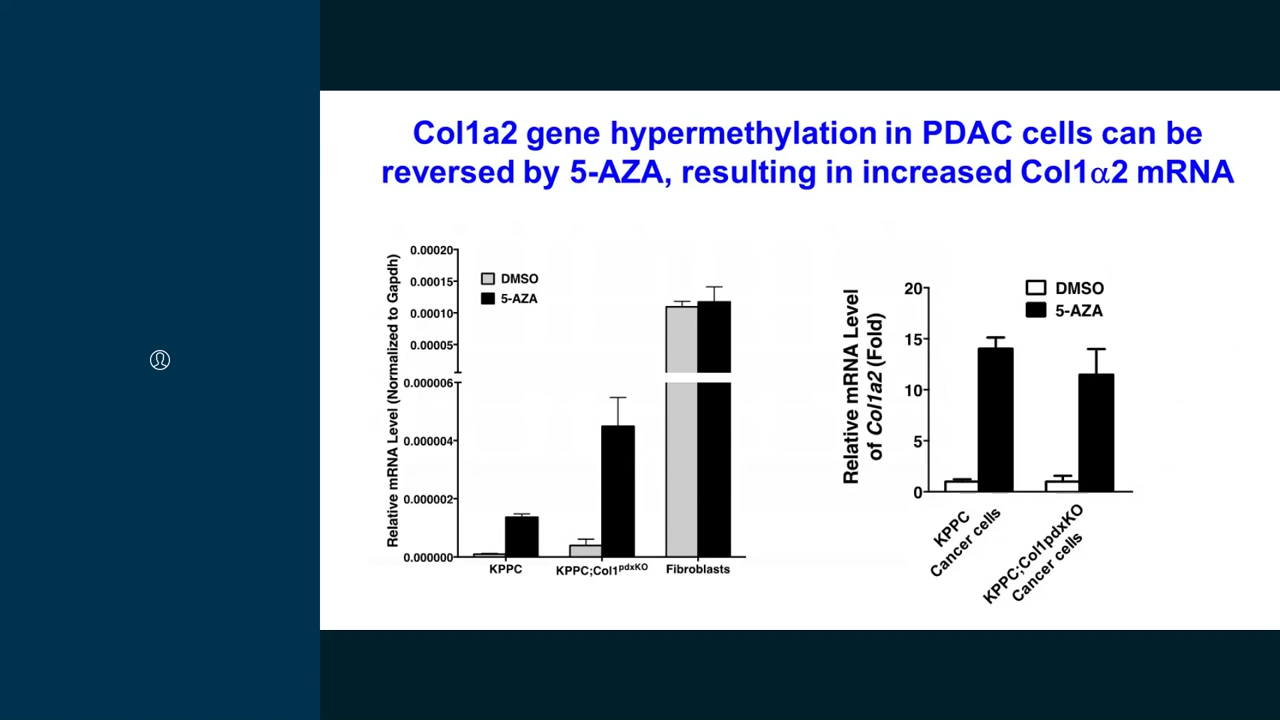 Col1a2 gene hypermethylation in PDAC cells can be
reversed by 5-AZA, resulting in increased Col1α2 mRNA
Relative mRNA Level (Normalized to Gapdh)
0.00020
0.00015
0.00010
0.00005
0.000006
0.000004
0.000002
0.000000
DMSO
5-AZA
KPPC
KPPC;Col1pdxKO
Fibroblasts
Relative mRNA Level
of Col1a2 (Fold)
20
15
10
5
0
DMSO
5-AZA
KPPC
Cancer cells
KPPC;Col1pdxKO
Cancer cells